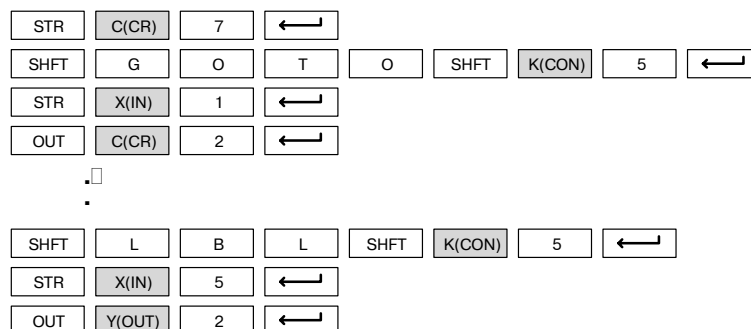 STR C(CR) 7
SHFT G O T O SHFT K(CON) 5
STR X(IN) 1
OUT C(CR) 2
.
.
SHFT L B L SHFT K(CON) 5
STR X(IN) 5
OUT Y(OUT) 2